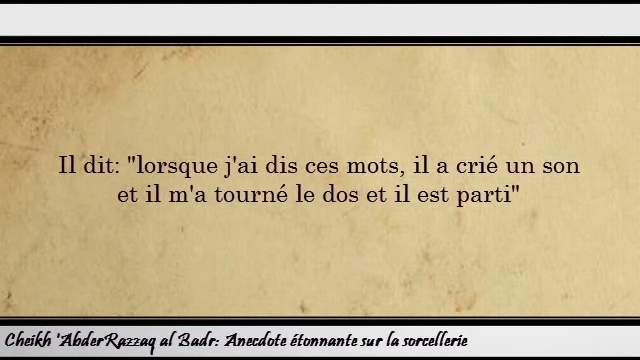 Il dit: "lorsque j'ai dis ces mots, il a crié un son
et il m'a tourné le dos et il est parti"
Cheikh 'AbderRazzaq al Badr: Anecdote étonnante sur la sorcellerie